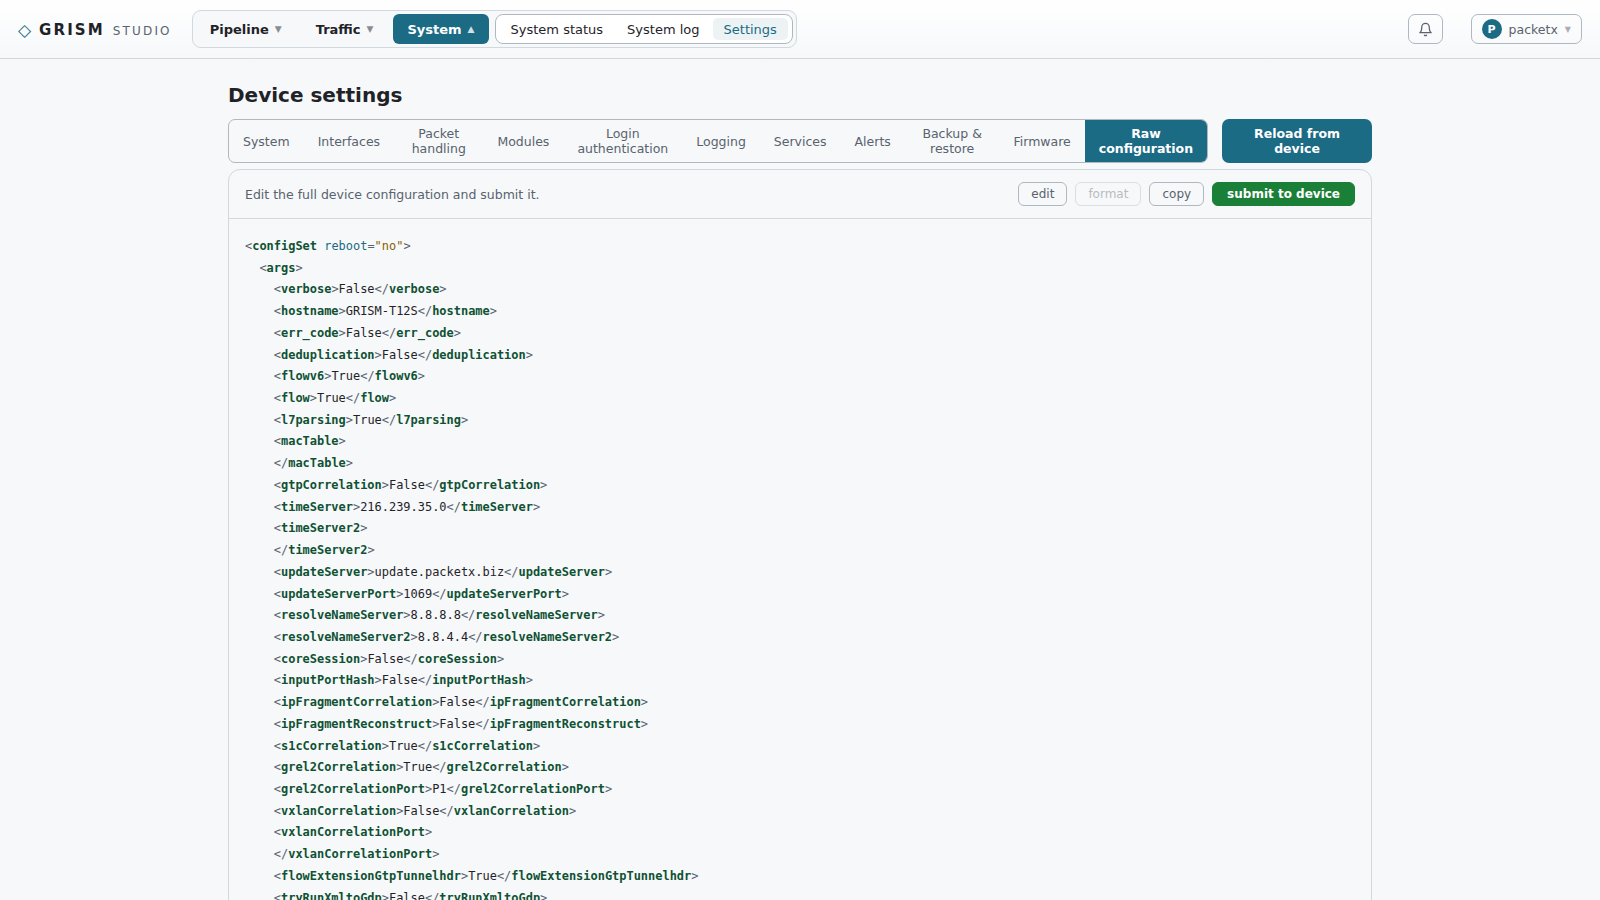 GRISM STUDIO
Pipeline ▼ Traffic ▼ System ▲ System status System log Settings
P packetx ▼
Device settings
System Interfaces Packet handling Modules Login authentication Logging Services Alerts Backup & restore Firmware Raw configuration Reload from device
Edit the full device configuration and submit it. edit format copy submit to device
<configSet reboot="no">
<args>
<verbose>False</verbose>
<hostname>GRISM-T12S</hostname>
<err_code>False</err_code>
<deduplication>False</deduplication>
<flowv6>True</flowv6>
<flow>True</flow>
<l7parsing>True</l7parsing>
<macTable>
</macTable>
<gtpCorrelation>False</gtpCorrelation>
<timeServer>216.239.35.0</timeServer>
<timeServer2>
</timeServer2>
<updateServer>update.packetx.biz</updateServer>
<updateServerPort>1069</updateServerPort>
<resolveNameServer>8.8.8.8</resolveNameServer>
<resolveNameServer2>8.8.4.4</resolveNameServer2>
<coreSession>False</coreSession>
<inputPortHash>False</inputPortHash>
<ipFragmentCorrelation>False</ipFragmentCorrelation>
<ipFragmentReconstruct>False</ipFragmentReconstruct>
<s1cCorrelation>True</s1cCorrelation>
<grel2Correlation>True</grel2Correlation>
<grel2CorrelationPort>P1</grel2CorrelationPort>
<vxlanCorrelation>False</vxlanCorrelation>
<vxlanCorrelationPort>
</vxlanCorrelationPort>
<flowExtensionGtpTunnelhdr>True</flowExtensionGtpTunnelhdr>
<tryRunXmltoGdp>False</tryRunXmltoGdp>